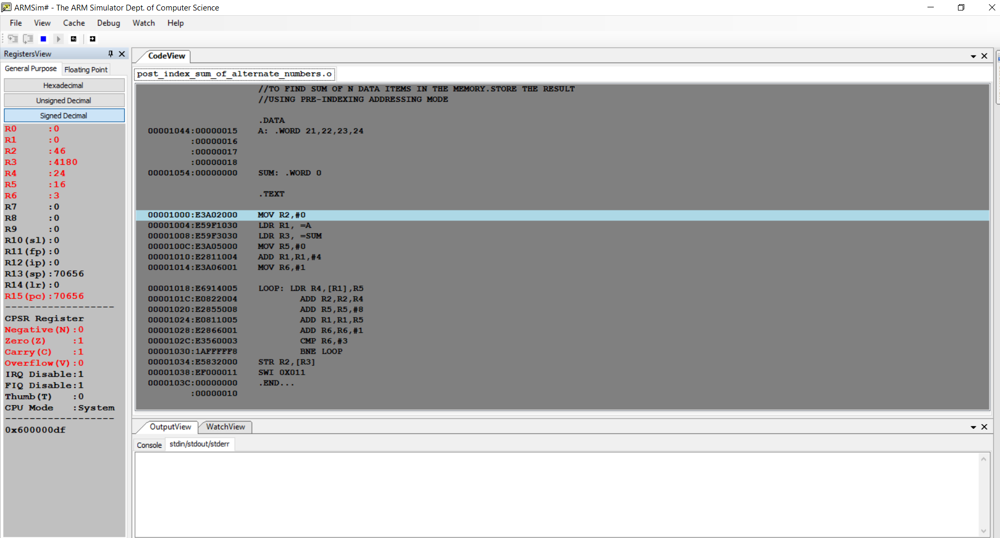 ARMSim# - The ARM Simulator Dept. of Computer Science
File View Cache Debug Watch Help
RegistersView
General Purpose Floating Point
Hexadecimal
Unsigned Decimal
Signed Decimal
R0 :0
R1 :0
R2 :46
R3 :4180
R4 :24
R5 :16
R6 :3
R7 :0
R8 :0
R9 :0
R10(sl):0
R11(fp):0
R12(ip):0
R13(sp):70656
R14(lr):0
R15(pc):70656
------------------
CPSR Register
Negative(N):0
Zero(Z) :1
Carry(C) :1
Overflow(V):0
IRQ Disable:1
FIQ Disable:1
Thumb(T) :0
CPU Mode :System
------------------
0x600000df
CodeView
post_index_sum_of_alternate_numbers.o
//TO FIND SUM OF N DATA ITEMS IN THE MEMORY.STORE THE RESULT
//USING PRE-INDEXING ADDRESSING MODE
.DATA
00001044:00000015 A: .WORD 21,22,23,24
:00000016
:00000017
:00000018
00001054:00000000 SUM: .WORD 0
.TEXT
00001000:E3A02000 MOV R2,#0
00001004:E59F1030 LDR R1, =A
00001008:E59F3030 LDR R3, =SUM
0000100C:E3A05000 MOV R5,#0
00001010:E2811004 ADD R1,R1,#4
00001014:E3A06001 MOV R6,#1
00001018:E6914005 LOOP: LDR R4,[R1],R5
0000101C:E0822004 ADD R2,R2,R4
00001020:E2855008 ADD R5,R5,#8
00001024:E0811005 ADD R1,R1,R5
00001028:E2866001 ADD R6,R6,#1
0000102C:E3560003 CMP R6,#3
00001030:1AFFFFF8 BNE LOOP
00001034:E5832000 STR R2,[R3]
00001038:EF000011 SWI 0X011
0000103C:00000000 .END...
:00000010
OutputView WatchView
Console stdin/stdout/stderr